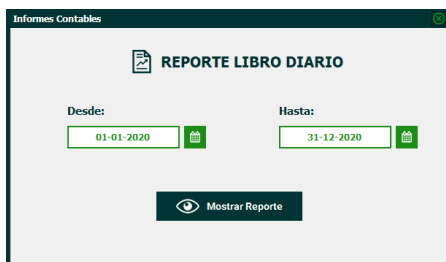 Informes Contables
REPORTE LIBRO DIARIO
Desde:
Hasta:
01-01-2020
31-12-2020
Mostrar Reporte